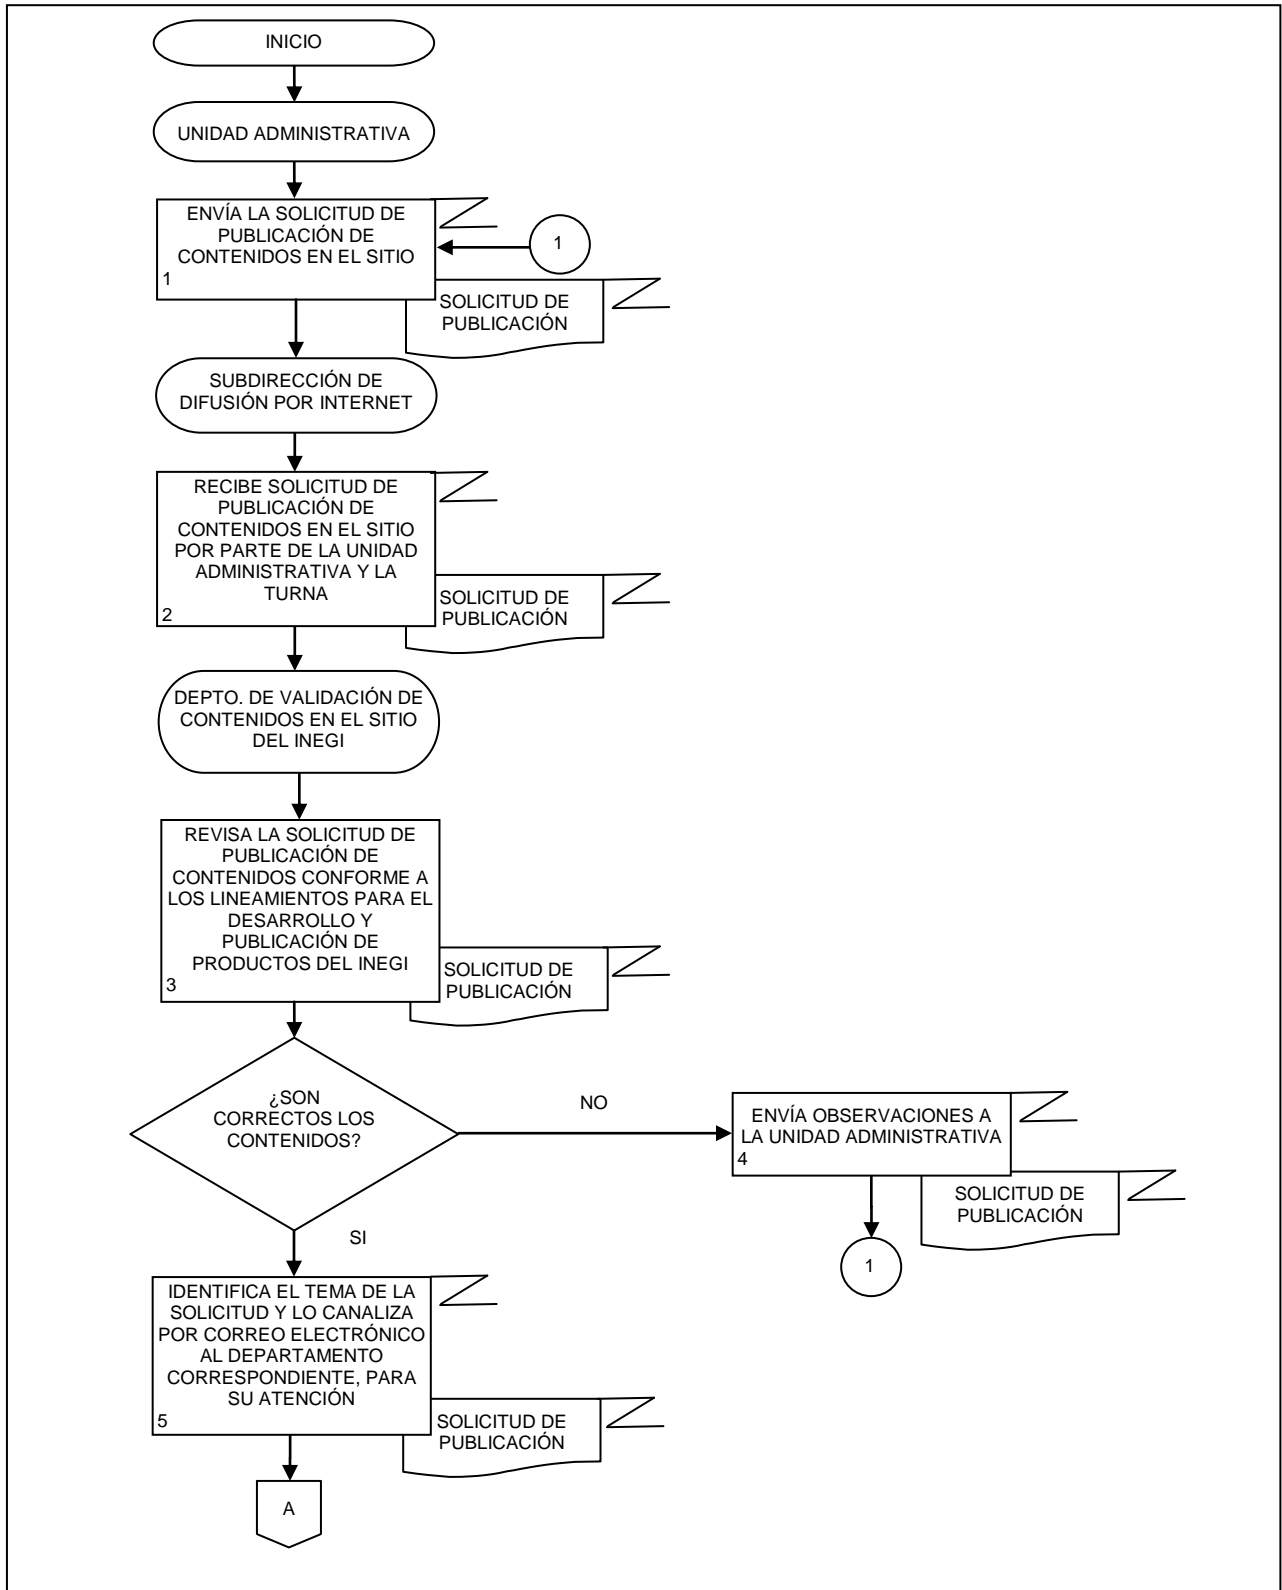 INICIO
UNIDAD ADMINISTRATIVA
ENVÍA LA SOLICITUD DE
PUBLICACIÓN DE
CONTENIDOS EN EL SITIO
1
1
SOLICITUD DE
PUBLICACIÓN
SUBDIRECCIÓN DE
DIFUSIÓN POR INTERNET
RECIBE SOLICITUD DE
PUBLICACIÓN DE
CONTENIDOS EN EL SITIO
POR PARTE DE LA UNIDAD
ADMINISTRATIVA Y LA
TURNA
2
SOLICITUD DE
PUBLICACIÓN
DEPTO. DE VALIDACIÓN DE
CONTENIDOS EN EL SITIO
DEL INEGI
REVISA LA SOLICITUD DE
PUBLICACIÓN DE
CONTENIDOS CONFORME A
LOS LINEAMIENTOS PARA EL
DESARROLLO Y
PUBLICACIÓN DE
PRODUCTOS DEL INEGI
3
SOLICITUD DE
PUBLICACIÓN
¿SON
CORRECTOS LOS
CONTENIDOS?
NO
ENVÍA OBSERVACIONES A
LA UNIDAD ADMINISTRATIVA
4
SOLICITUD DE
PUBLICACIÓN
1
SI
IDENTIFICA EL TEMA DE LA
SOLICITUD Y LO CANALIZA
POR CORREO ELECTRÓNICO
AL DEPARTAMENTO
CORRESPONDIENTE, PARA
SU ATENCIÓN
5
SOLICITUD DE
PUBLICACIÓN
A